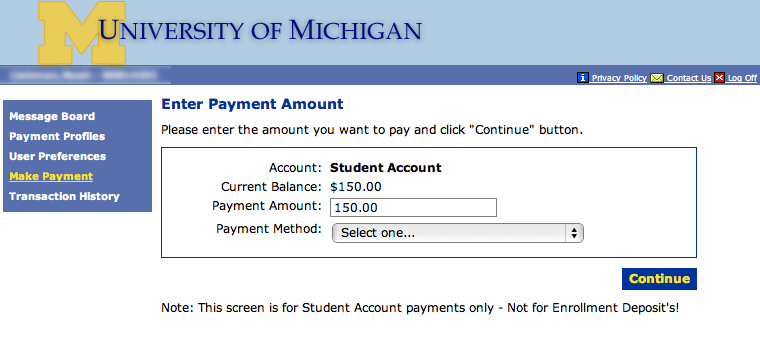 UNIVERSITY OF MICHIGAN
Privacy Policy Contact Us Log Off
Message Board
Payment Profiles
User Preferences
Make Payment
Transaction History
Enter Payment Amount
Please enter the amount you want to pay and click "Continue" button.
Account: Student Account
Current Balance: $150.00
Payment Amount: 150.00
Payment Method: Select one...
Continue
Note: This screen is for Student Account payments only - Not for Enrollment Deposit's!